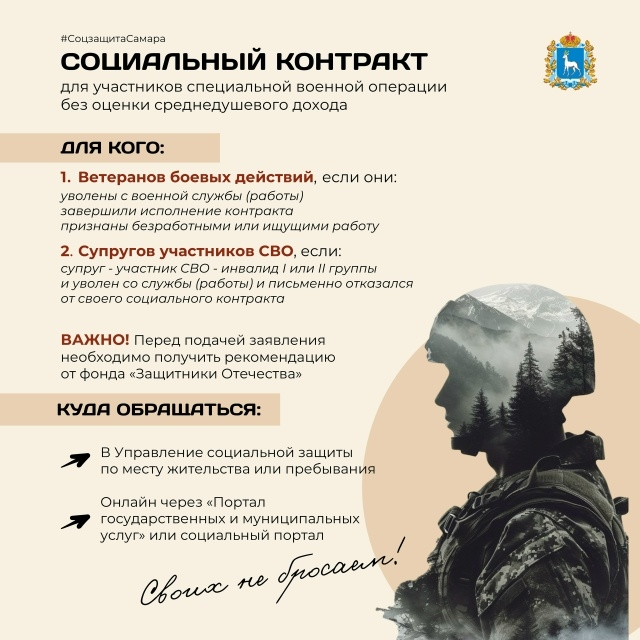 #СоцзащитаСамара
СОЦИАЛЬНЫЙ КОНТРАКТ
для участников специальной военной операции
без оценки среднедушевого дохода
ДЛЯ КОГО:
1. Ветеранов боевых действий, если они:
уволены с военной службы (работы)
завершили исполнение контракта
признаны безработными или ищущими работу
2. Супругов участников СВО, если:
супруг - участник СВО - инвалид I или II группы
и уволен со службы (работы) и письменно отказался
от своего социального контракта
ВАЖНО! Перед подачей заявления
необходимо получить рекомендацию
от фонда «Защитники Отечества»
КУДА ОБРАЩАТЬСЯ:
В Управление социальной защиты
по месту жительства или пребывания
Онлайн через «Портал
государственных и муниципальных
услуг» или социальный портал
Своих не бросаем!